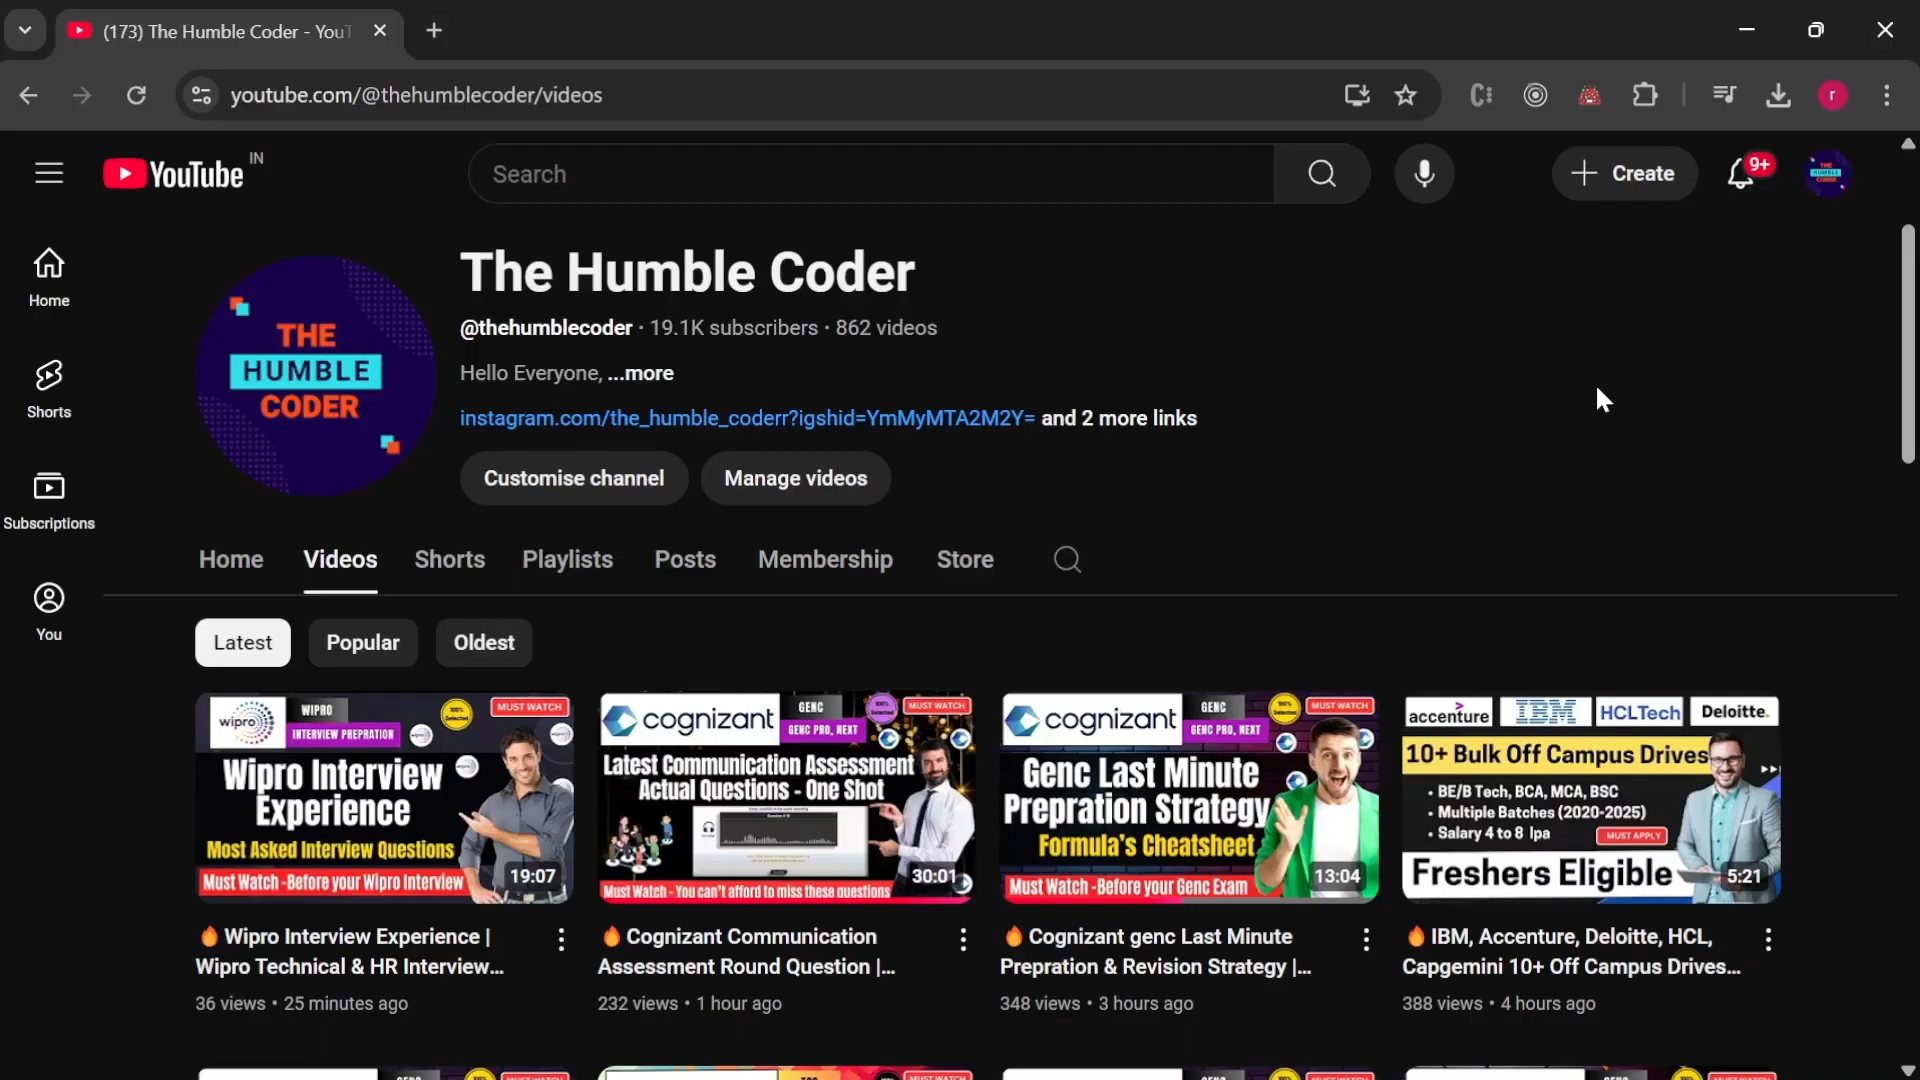 (173) The Humble Coder - YouT
youtube.com/@thehumblecoder/videos
r
YouTube
IN
Search
Create
9+
Home
Shorts
Subscriptions
You
THE
HUMBLE
CODER
The Humble Coder
@thehumblecoder · 19.1K subscribers · 862 videos
Hello Everyone, ...more
instagram.com/the_humble_coderr?igshid=YmMyMTA2M2Y= and 2 more links
Customise channel
Manage videos
Home
Videos
Shorts
Playlists
Posts
Membership
Store
Latest
Popular
Oldest
wipro
WIPRO
INTERVIEW PREPRATION
100% Selected
MUST WATCH
Wipro Interview
Experience
Most Asked Interview Questions
Must Watch -Before your Wipro Interview
19:07
cognizant
GENC
GENC PRO, NEXT
MUST WATCH
Latest Communication Assessment
Actual Questions - One Shot
Must Watch - You can't afford to miss these questions
30:01
cognizant
GENC
GENC PRO, NEXT
100% Selected
MUST WATCH
Genc Last Minute
Prepration Strategy
Formula's Cheatsheet
Must Watch -Before your Genc Exam
13:04
accenture
IBM
HCLTech
Deloitte.
10+ Bulk Off Campus Drives
• BE/B Tech, BCA, MCA, BSC
• Multiple Batches (2020-2025)
• Salary 4 to 8 lpa
MUST APPLY
Freshers Eligible
5:21
🔥 Wipro Interview Experience |
Wipro Technical & HR Interview...
36 views • 25 minutes ago
🔥 Cognizant Communication
Assessment Round Question |...
232 views • 1 hour ago
🔥 Cognizant genc Last Minute
Prepration & Revision Strategy |...
348 views • 3 hours ago
🔥 IBM, Accenture, Deloitte, HCL,
Capgemini 10+ Off Campus Drives...
388 views • 4 hours ago